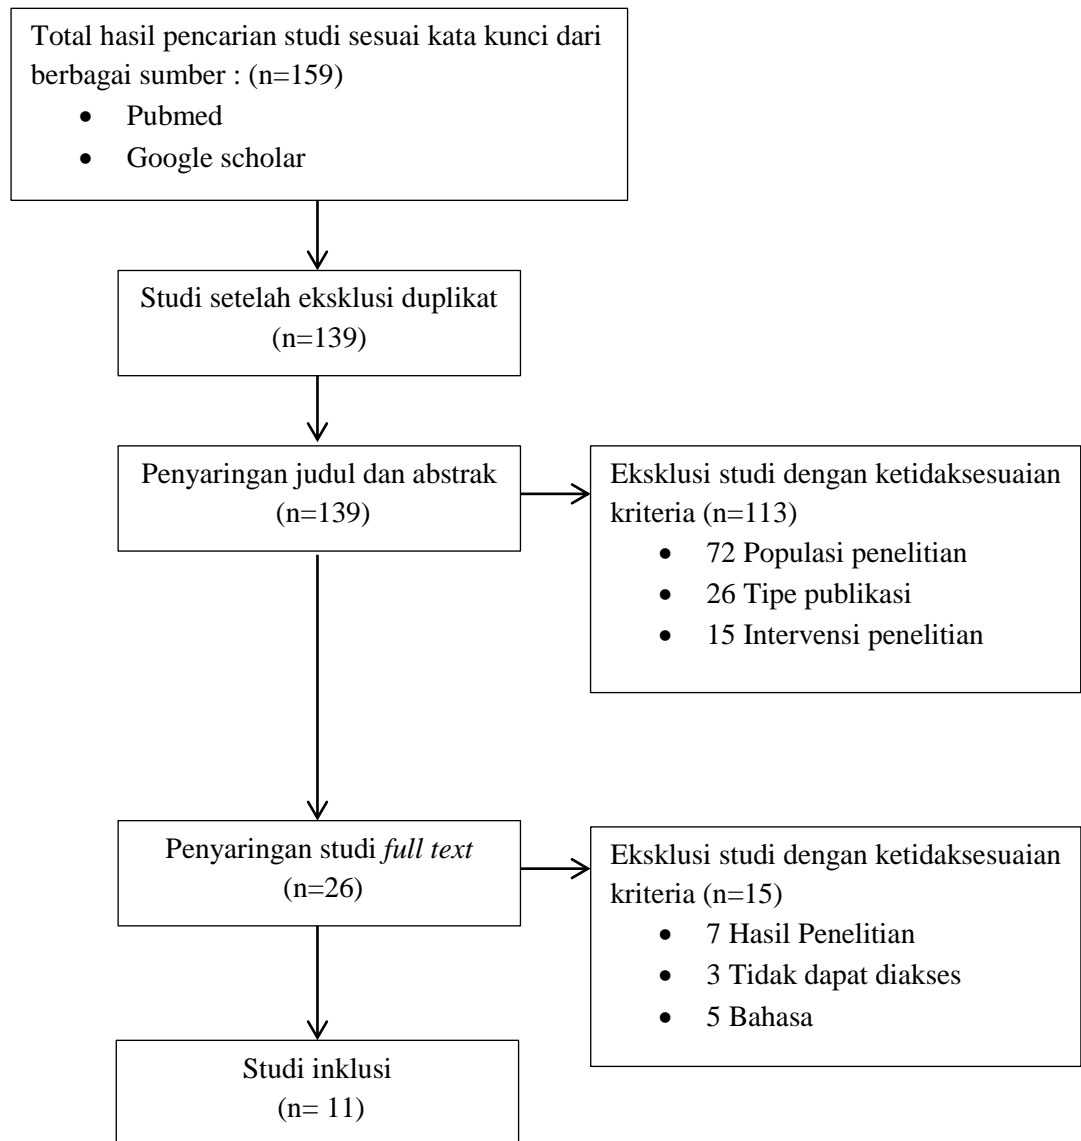 Total hasil pencarian studi sesuai kata kunci dari
berbagai sumber : (n=159)
• Pubmed
• Google scholar
Studi setelah eksklusi duplikat
(n=139)
Penyaringan judul dan abstrak
(n=139)
Eksklusi studi dengan ketidaksesuaian
kriteria (n=113)
• 72 Populasi penelitian
• 26 Tipe publikasi
• 15 Intervensi penelitian
Penyaringan studi full text
(n=26)
Eksklusi studi dengan ketidaksesuaian
kriteria (n=15)
• 7 Hasil Penelitian
• 3 Tidak dapat diakses
• 5 Bahasa
Studi inklusi
(n= 11)